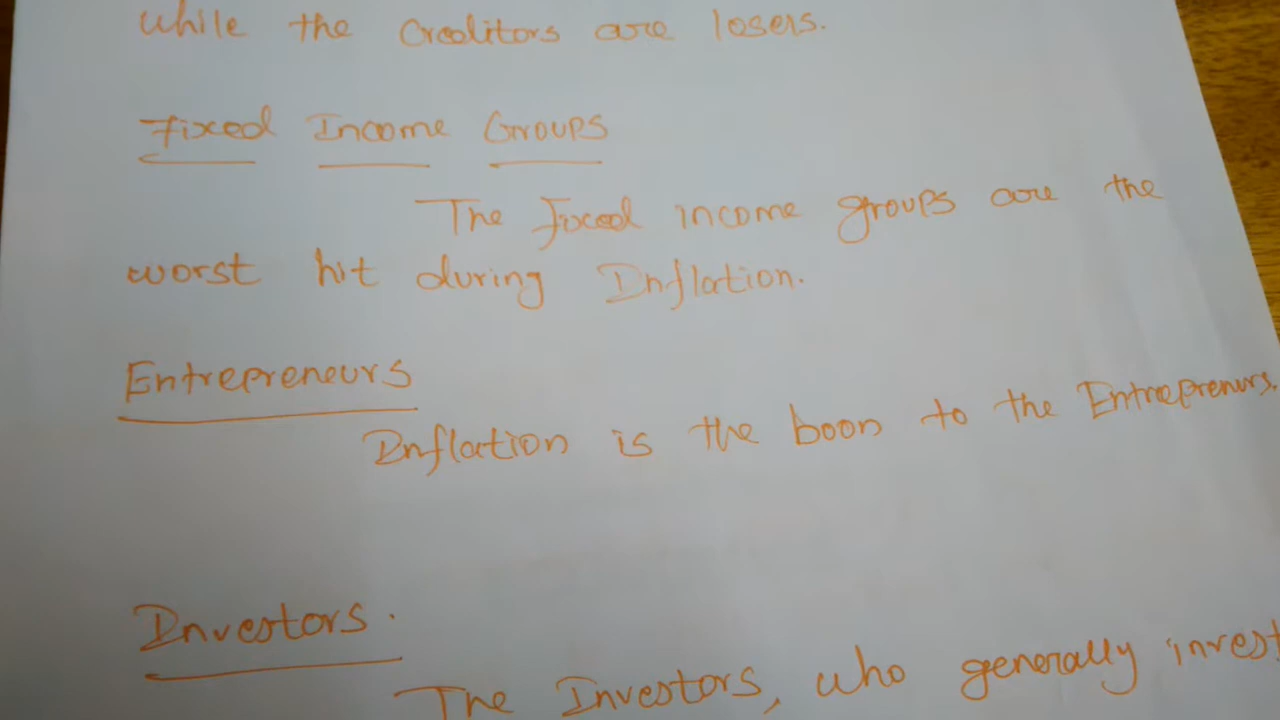 while the Creditors are losers.
Fixed Income Groups
The fixed income groups are the
worst hit during Inflation.
Entrepreneurs
Inflation is the boon to the Entreprenurs.
Investors.
The Investors, who generally invest